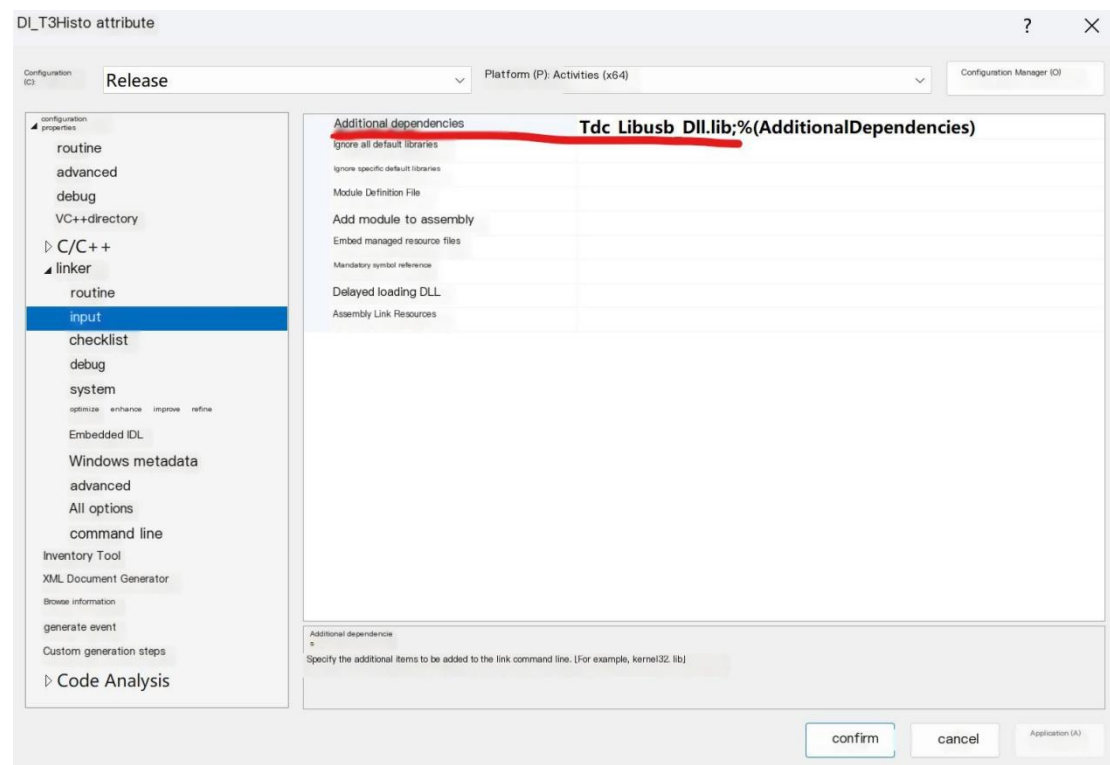 DI_T3Histo attribute
?
Configuration (C):
Release
Platform (P): Activities (x64)
Configuration Manager (O)
configuration
properties
routine
advanced
debug
VC++directory
C/C++
linker
routine
input
checklist
debug
system
optimize enhance improve refine
Embedded IDL
Windows metadata
advanced
All options
command line
Inventory Tool
XML Document Generator
Browse information
generate event
Custom generation steps
Code Analysis
Additional dependencies
Tdc Libusb Dll.lib;%(AdditionalDependencies)
Ignore all default libraries
Ignore specific default libraries
Module Definition File
Add module to assembly
Embed managed resource files
Mandatory symbol reference
Delayed loading DLL
Assembly Link Resources
Additional dependencie
s
Specify the additional items to be added to the link command line. [For example, kernel32. lib]
confirm
cancel
Application (A)